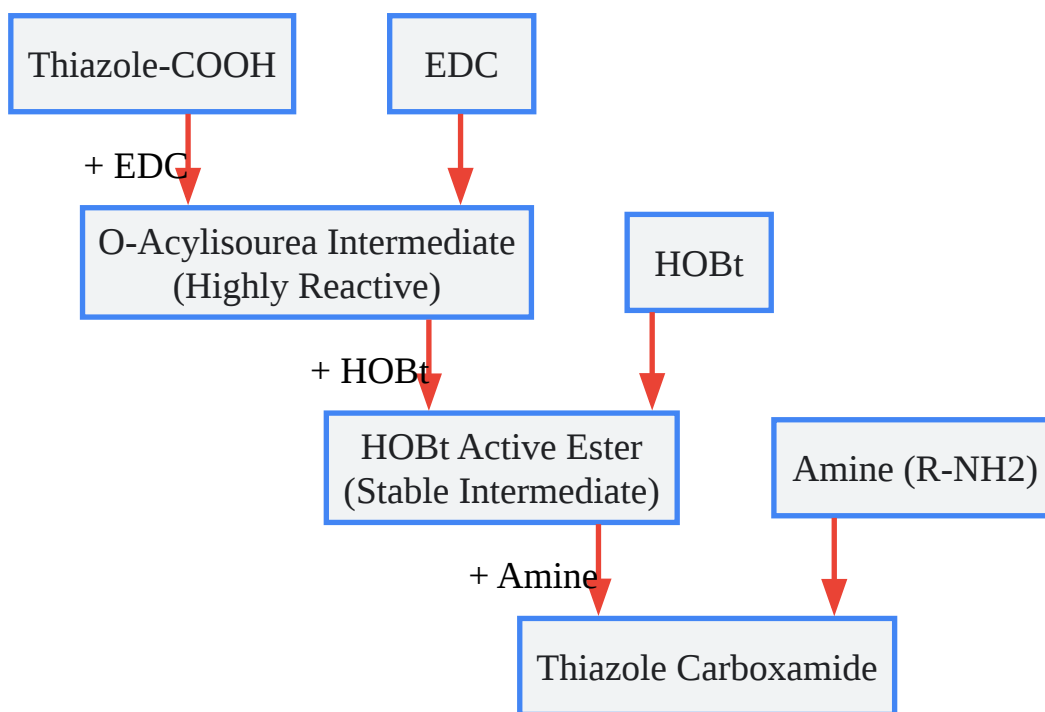 Thiazole-COOH
EDC
+ EDC
O-Acylisourea Intermediate
(Highly Reactive)
HOBt
+ HOBt
HOBt Active Ester
(Stable Intermediate)
Amine (R-NH2)
+ Amine
Thiazole Carboxamide